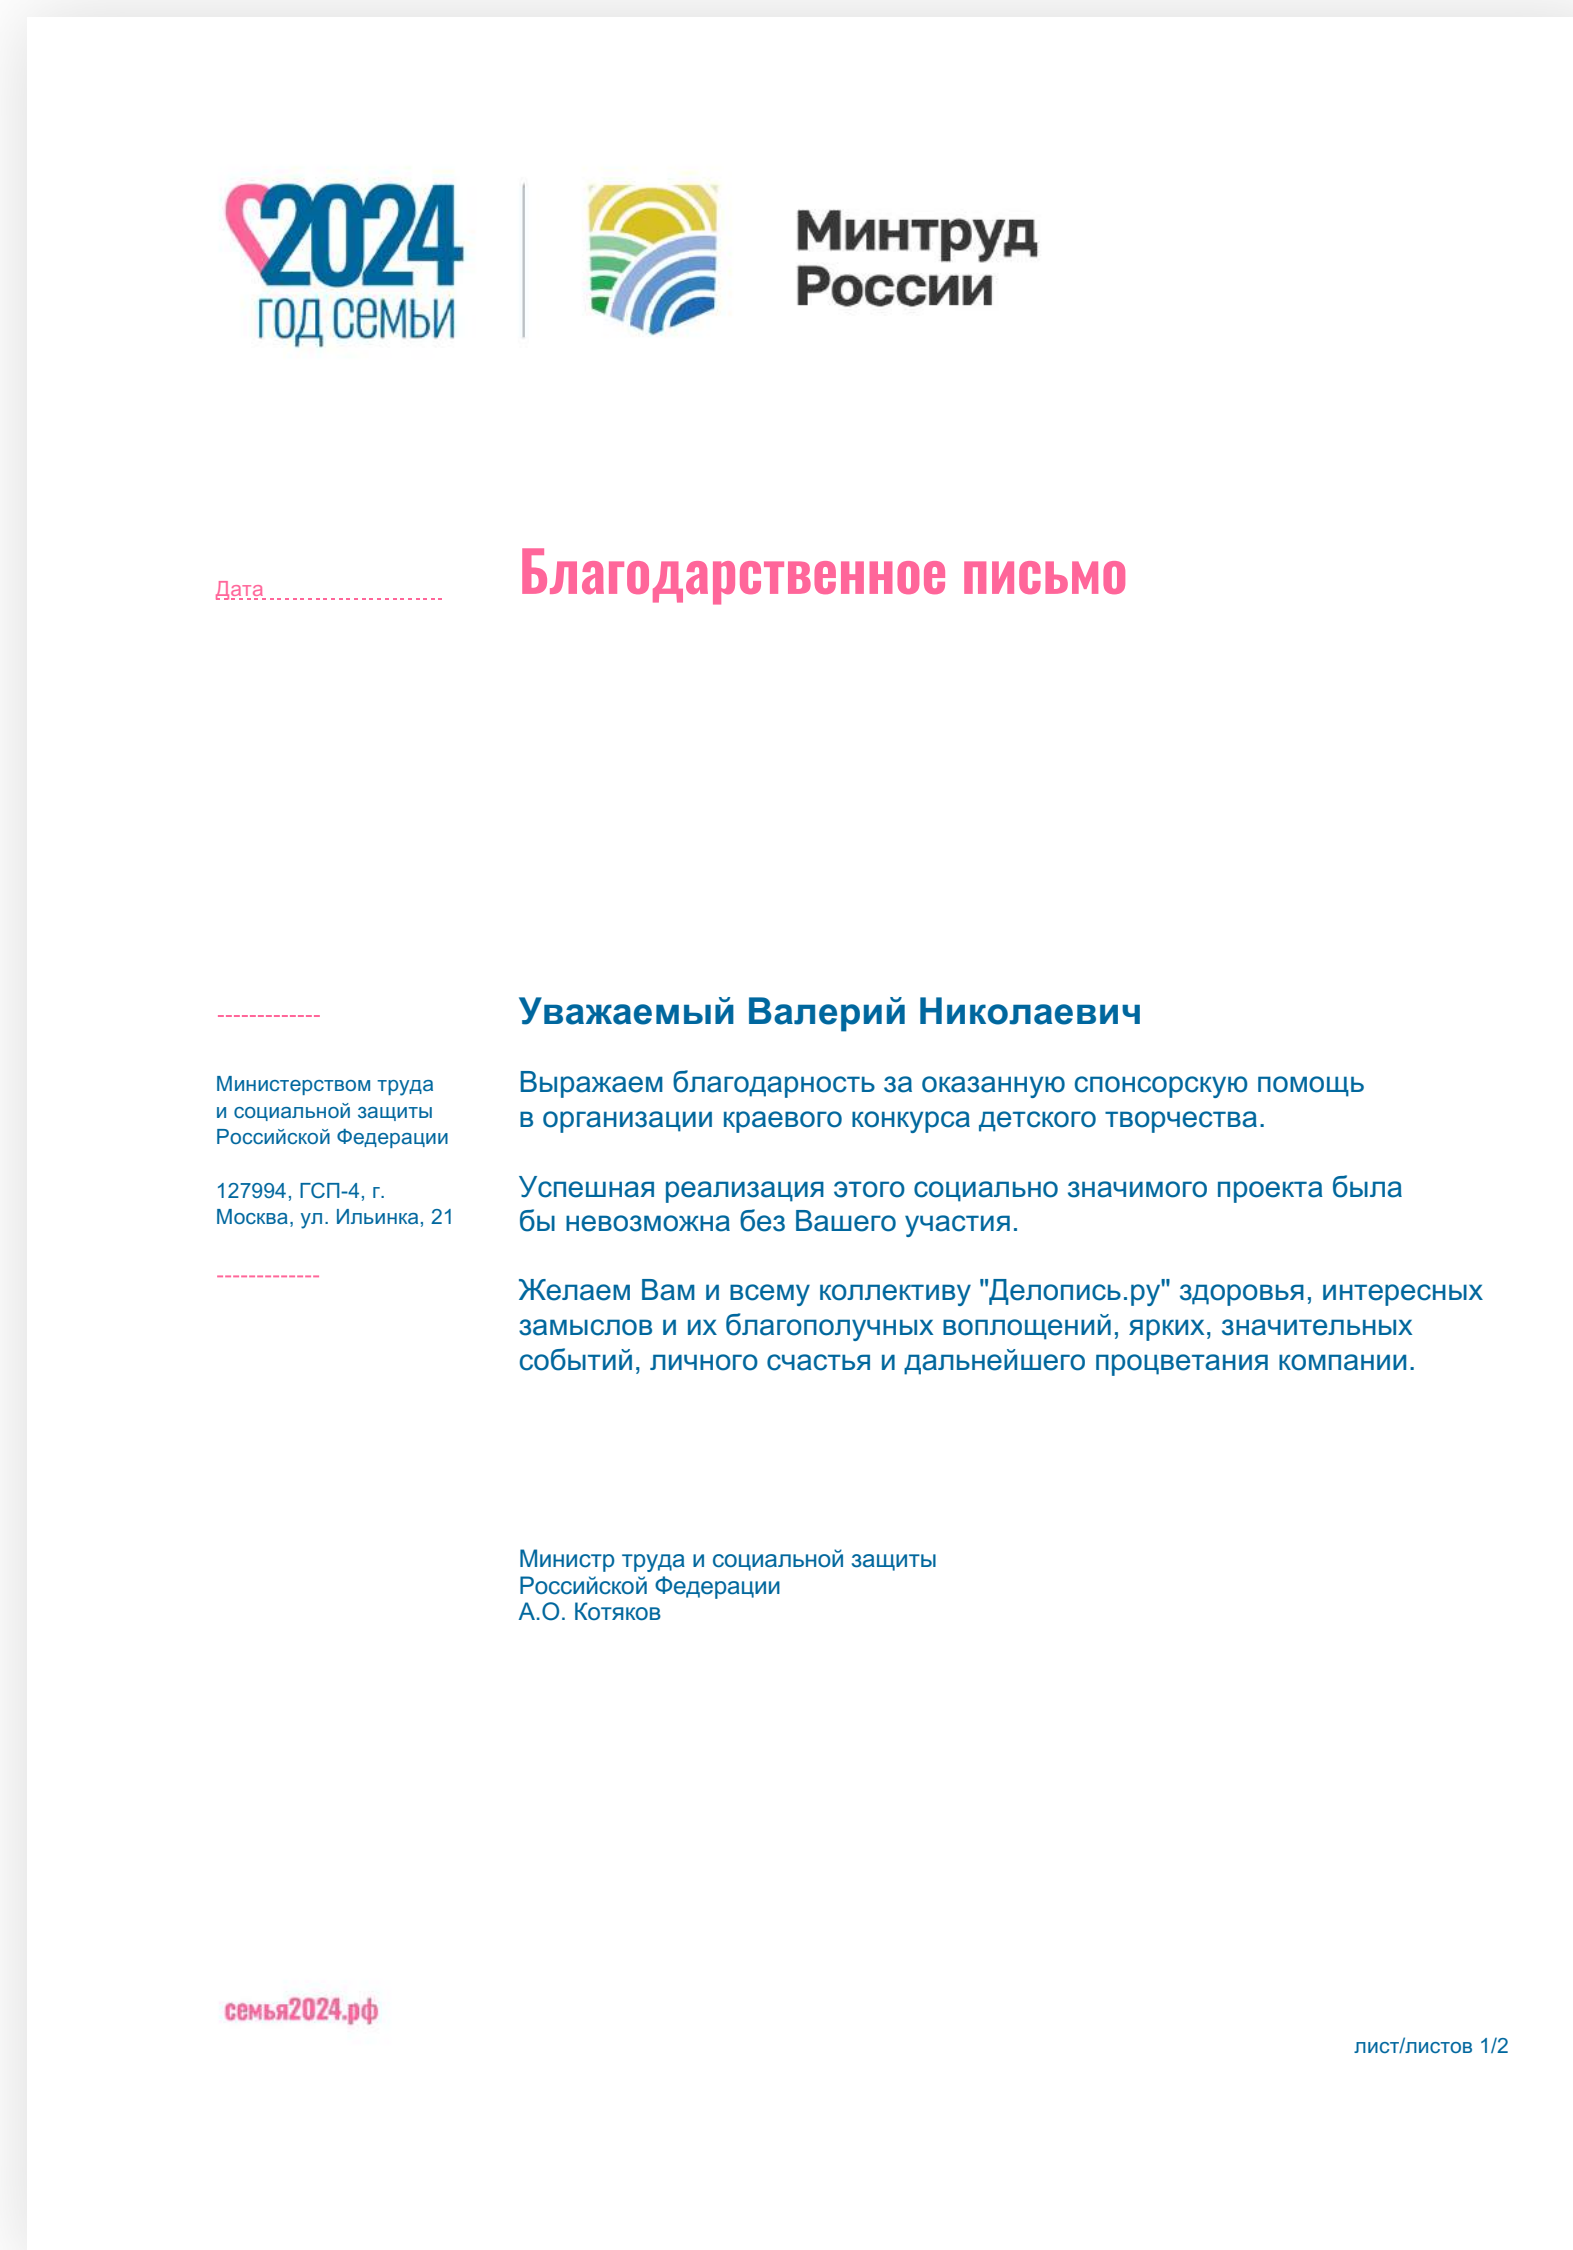 2024
ГОД СЕМЬИ
Минтруд
России
Дата
Благодарственное письмо
Уважаемый Валерий Николаевич
Министерством труда
и социальной защиты
Российской Федерации
127994, ГСП-4, г.
Москва, ул. Ильинка, 21
Выражаем благодарность за оказанную спонсорскую помощь
в организации краевого конкурса детского творчества.
Успешная реализация этого социально значимого проекта была
бы невозможна без Вашего участия.
Желаем Вам и всему коллективу "Делопись.ру" здоровья, интересных
замыслов и их благополучных воплощений, ярких, значительных
событий, личного счастья и дальнейшего процветания компании.
Министр труда и социальной защиты
Российской Федерации
А.О. Котяков
семья2024.рф
лист/листов 1/2